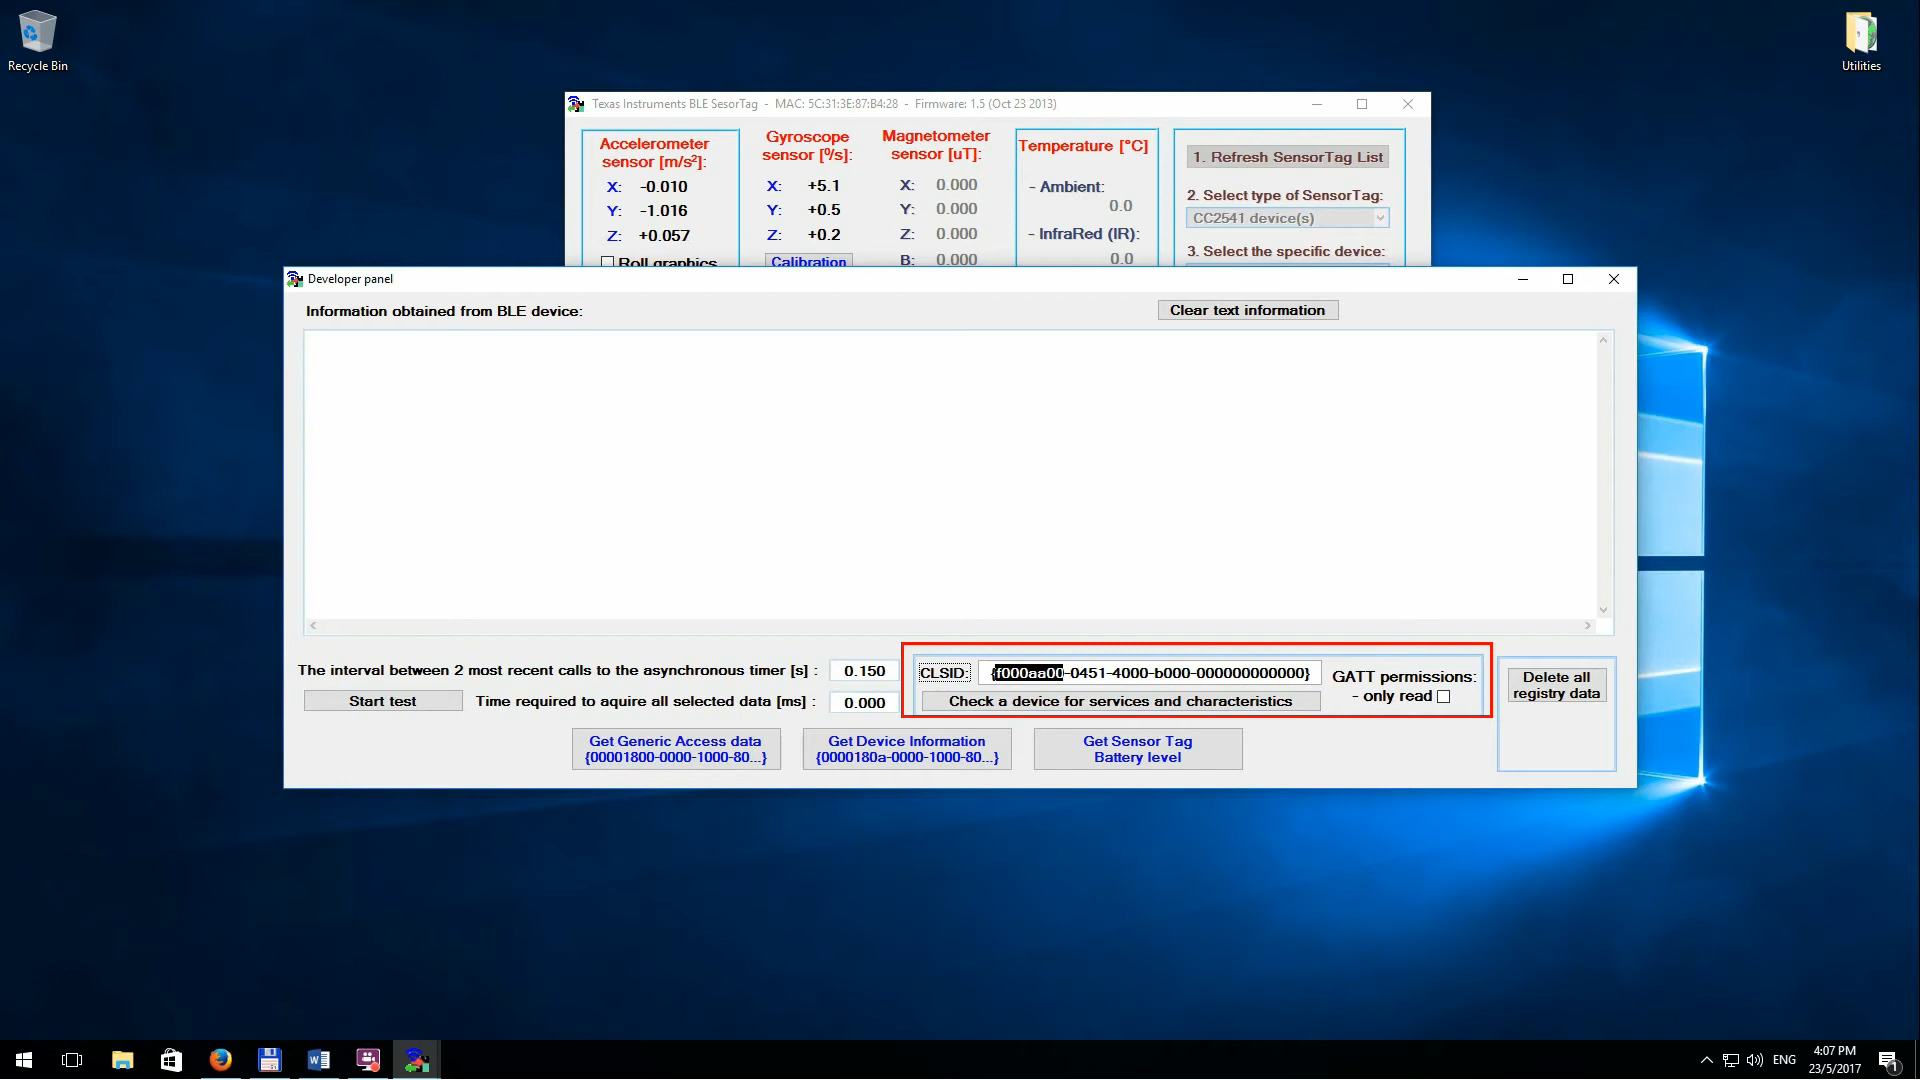 Recycle Bin
Utilities
Texas Instruments BLE SesorTag - MAC: 5C:31:3E:87:B4:28 - Firmware: 1.5 (Oct 23 2013)
Accelerometer
sensor [m/s²]:
X: -0.010
Y: -1.016
Z: +0.057
Roll graphics
Gyroscope
sensor [⁰/s]:
X: +5.1
Y: +0.5
Z: +0.2
Calibration
Magnetometer
sensor [uT]:
X: 0.000
Y: 0.000
Z: 0.000
B: 0.000
Temperature [°C]
- Ambient:
0.0
- InfraRed (IR):
0.0
1. Refresh SensorTag List
2. Select type of SensorTag:
CC2541 device(s)
3. Select the specific device:
Developer panel
Information obtained from BLE device:
Clear text information
The interval between 2 most recent calls to the asynchronous timer [s] : 0.150
Start test
Time required to aquire all selected data [ms] : 0.000
CLSID: {f000aa00-0451-4000-b000-000000000000}
Check a device for services and characteristics
GATT permissions:
- only read
Delete all
registry data
Get Generic Access data
{00001800-0000-1000-80...}
Get Device Information
{0000180a-0000-1000-80...}
Get Sensor Tag
Battery level
ENG
4:07 PM
23/5/2017
1